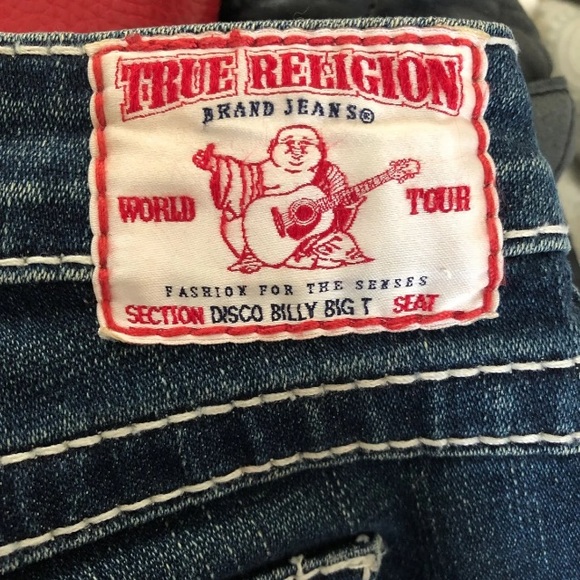 TRUE RELIGION
BRAND JEANS®
WORLD TOUR
FASHION FOR THE SENSES
SECTION DISCO BILLY BIG T SEAT